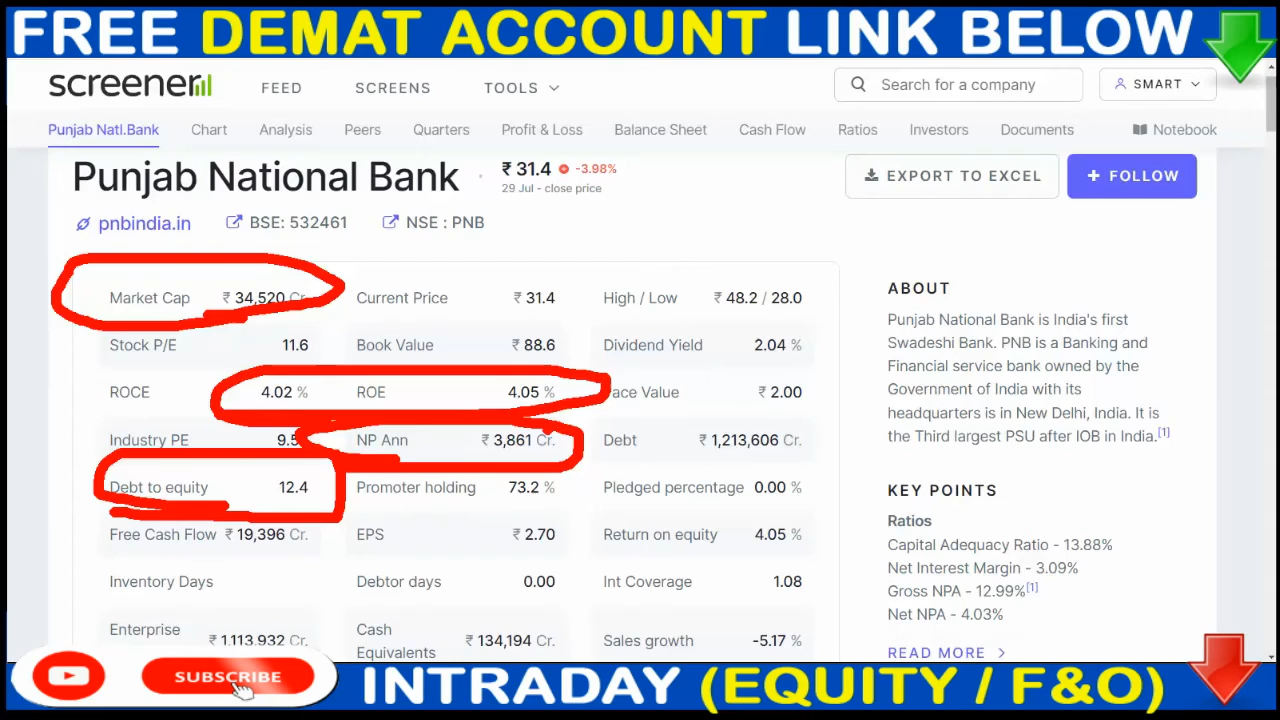 FREE DEMAT ACCOUNT LINK BELOW
screener
FEED SCREENS TOOLS
Search for a company
SMART
Punjab Natl.Bank Chart Analysis Peers Quarters Profit & Loss Balance Sheet Cash Flow Ratios Investors Documents Notebook
Punjab National Bank
₹ 31.4 -3.98%
29 Jul - close price
EXPORT TO EXCEL
+ FOLLOW
pnbindia.in BSE: 532461 NSE : PNB
Market Cap ₹ 34,520 Cr. Current Price ₹ 31.4 High / Low ₹ 48.2 / 28.0
Stock P/E 11.6 Book Value ₹ 88.6 Dividend Yield 2.04 %
ROCE 4.02 % ROE 4.05 % ace Value ₹ 2.00
Industry PE NP Ann ₹ 3,861 Cr. Debt ₹ 1,213,606 Cr.
Debt to equity 12.4 Promoter holding 73.2 % Pledged percentage 0.00 %
Free Cash Flow ₹ 19,396 Cr. EPS ₹ 2.70 Return on equity 4.05 %
Inventory Days Debtor days 0.00 Int Coverage 1.08
Enterprise ₹ 1,113,932 Cr. Cash Equivalents ₹ 134,194 Cr. Sales growth -5.17 %
ABOUT
Punjab National Bank is India's first
Swadeshi Bank. PNB is a Banking and
Financial service bank owned by the
Government of India with its
headquarters is in New Delhi, India. It is
the Third largest PSU after IOB in India.[1]
KEY POINTS
Ratios
Capital Adequacy Ratio - 13.88%
Net Interest Margin - 3.09%
Gross NPA - 12.99%[1]
Net NPA - 4.03%
READ MORE
SUBSCRIBE
INTRADAY (EQUITY / F&O)